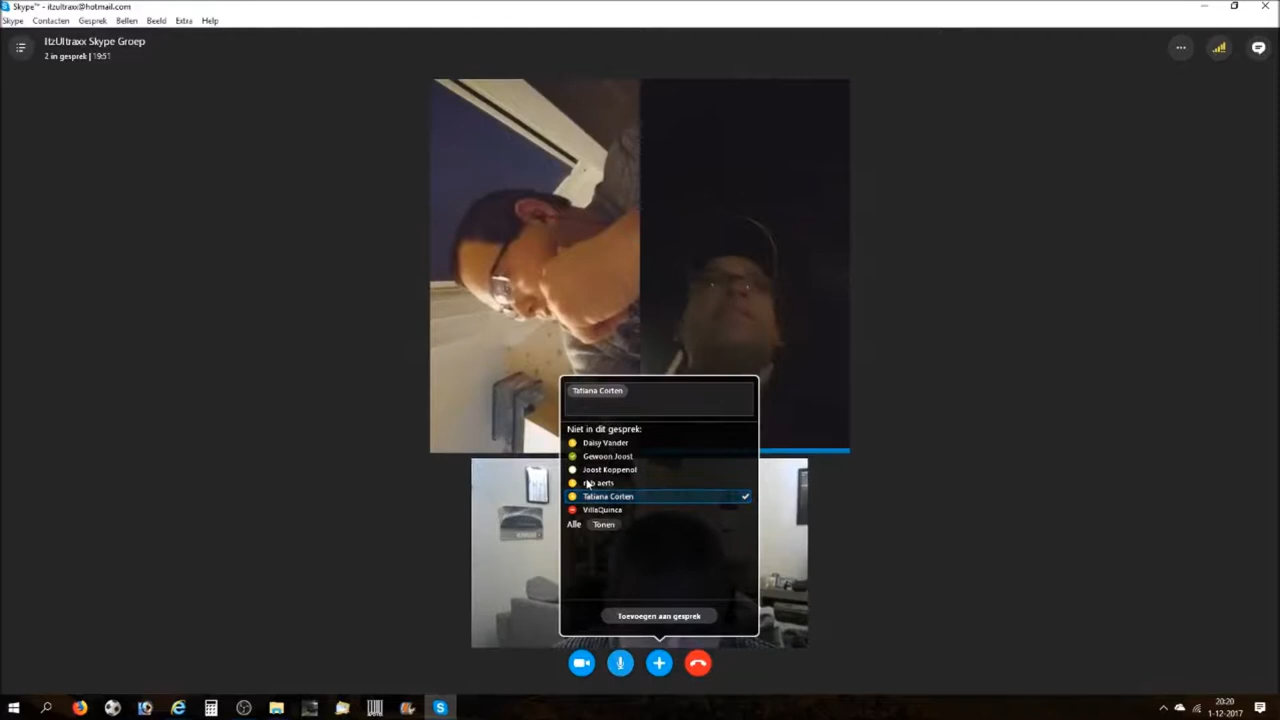 Skype™ - itzultraxx@hotmail.com
Skype Contacten Gesprek Bellen Beeld Extra Help
ItzUltraxx Skype Groep
2 in gesprek | 19:51
Tatiana Corten
Niet in dit gesprek:
Daisy Vander
Gewoon Joost
Joost Koppenol
aerts
Tatiana Corten
VillaQuinca
Alle Tonen
Toevoegen aan gesprek
20:20
1-12-2017